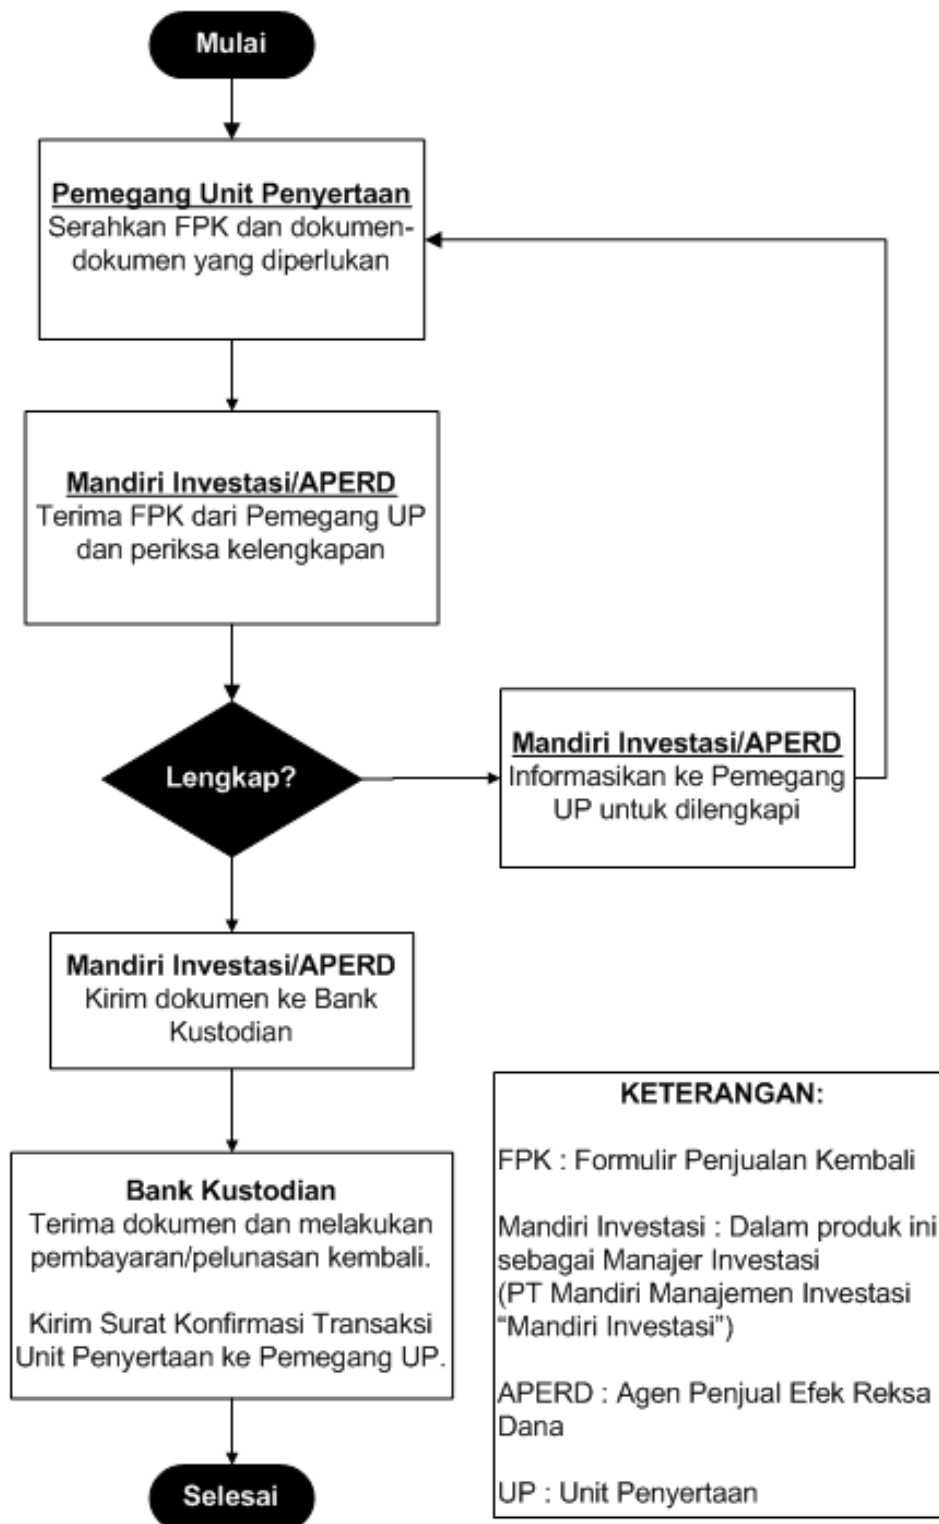 Mulai
Pemegang Unit Penyertaan
Serahkan FPK dan dokumen-
dokumen yang diperlukan
Mandiri Investasi/APERD
Terima FPK dari Pemegang UP
dan periksa kelengkapan
Lengkap?
Mandiri Investasi/APERD
Informasikan ke Pemegang
UP untuk dilengkapi
Mandiri Investasi/APERD
Kirim dokumen ke Bank
Kustodian
Bank Kustodian
Terima dokumen dan melakukan
pembayaran/pelunasan kembali.
Kirim Surat Konfirmasi Transaksi
Unit Penyertaan ke Pemegang UP.
Selesai
KETERANGAN:
FPK : Formulir Penjualan Kembali
Mandiri Investasi : Dalam produk ini
sebagai Manajer Investasi
(PT Mandiri Manajemen Investasi
“Mandiri Investasi”)
APERD : Agen Penjual Efek Reksa
Dana
UP : Unit Penyertaan